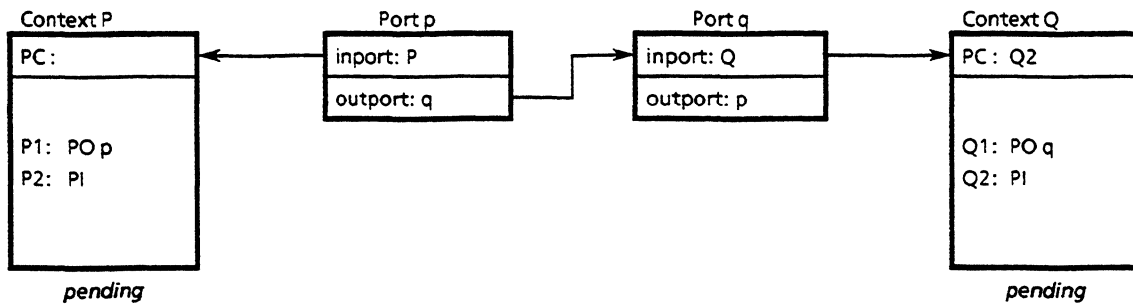 Context P
Port p
Port q
Context Q
PC :
inport: P
inport: Q
PC : Q2
outport: q
outport: p
P1: PO p
Q1: PO q
P2: PI
Q2: PI
pending
pending